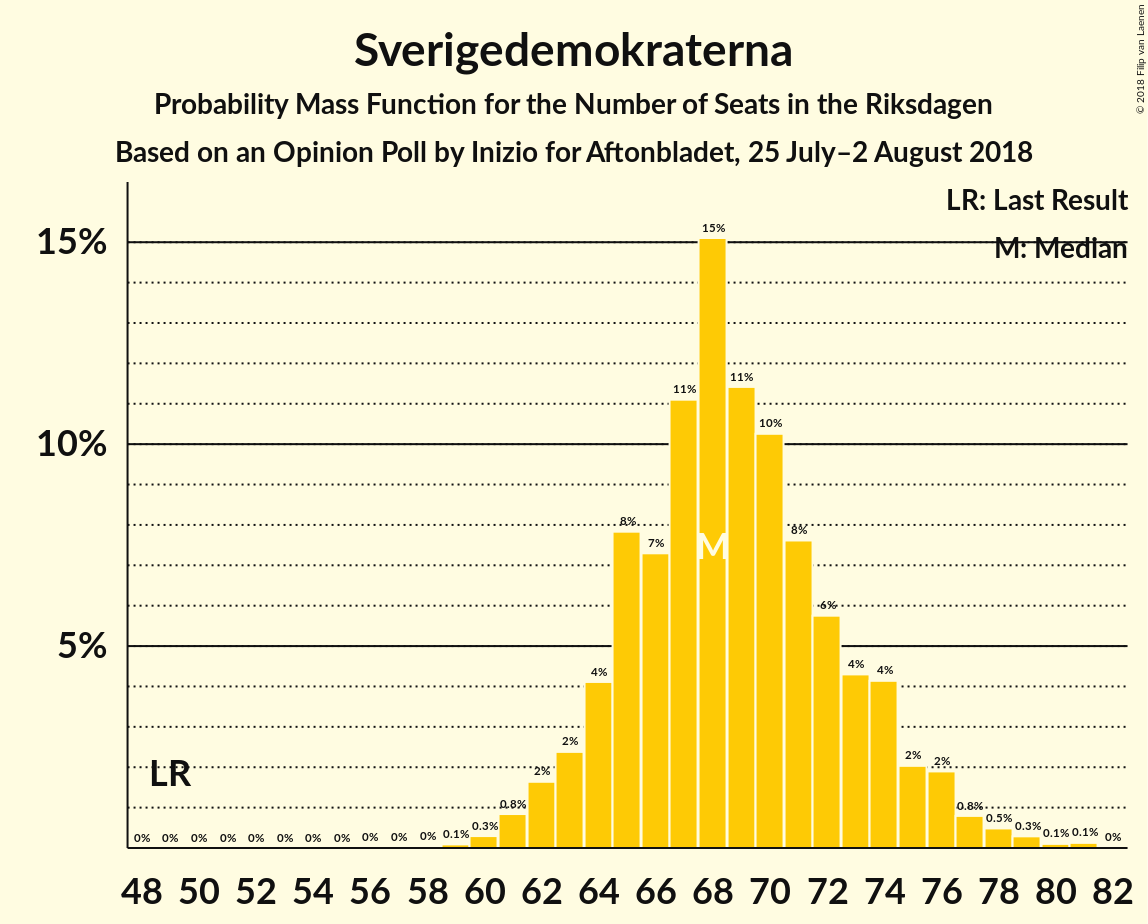 Sverigedemokraterna
Probability Mass Function for the Number of Seats in the Riksdagen
Based on an Opinion Poll by Inizio for Aftonbladet, 25 July–2 August 2018
© 2018 Filip van Laenen
LR: Last Result
M: Median
15%
10%
5%
LR
M
0% 0% 0% 0% 0% 0% 0% 0% 0% 0% 0% 0.1% 0.3% 0.8% 2% 2% 4% 8% 7% 11% 15% 11% 10% 8% 6% 4% 4% 2% 2% 0.8% 0.5% 0.3% 0.1% 0.1% 0%
48 50 52 54 56 58 60 62 64 66 68 70 72 74 76 78 80 82